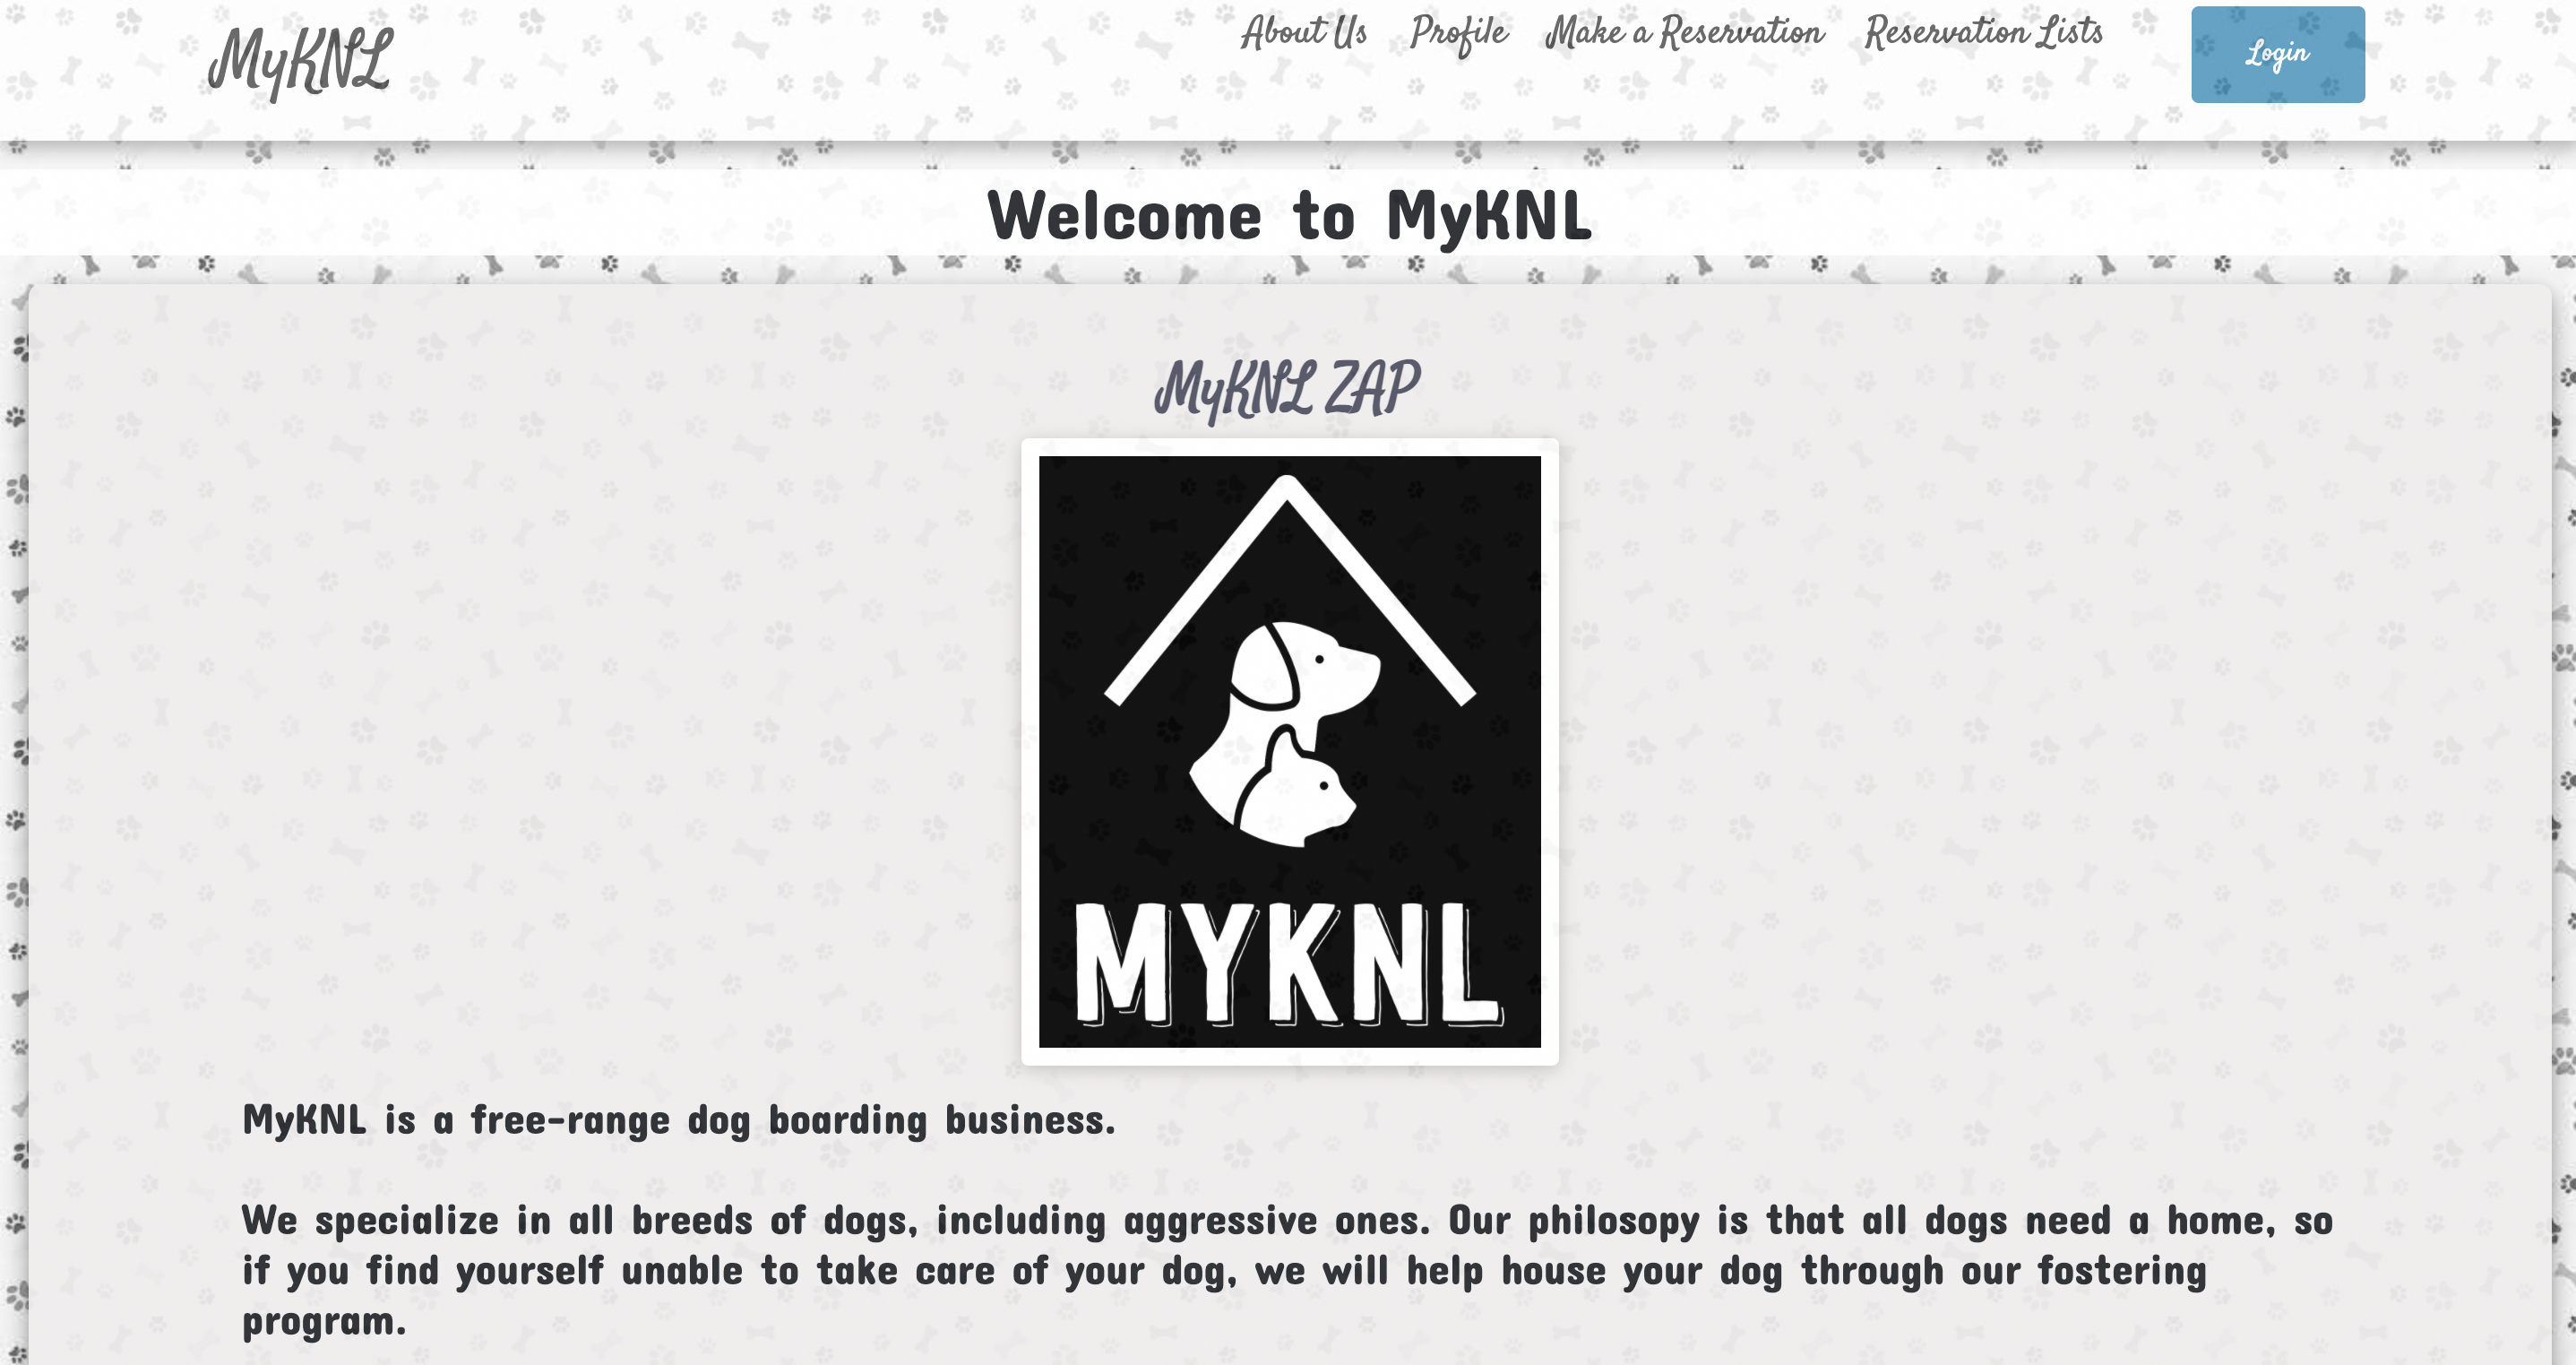 MyKNL
About Us
Profile
Make a Reservation
Reservation Lists
Login
Welcome to MyKNL
MyKNL ZAP
MYKNL
MyKNL is a free-range dog boarding business.
We specialize in all breeds of dogs, including aggressive ones. Our philosopy is that all dogs need a home, so
if you find yourself unable to take care of your dog, we will help house your dog through our fostering
program.